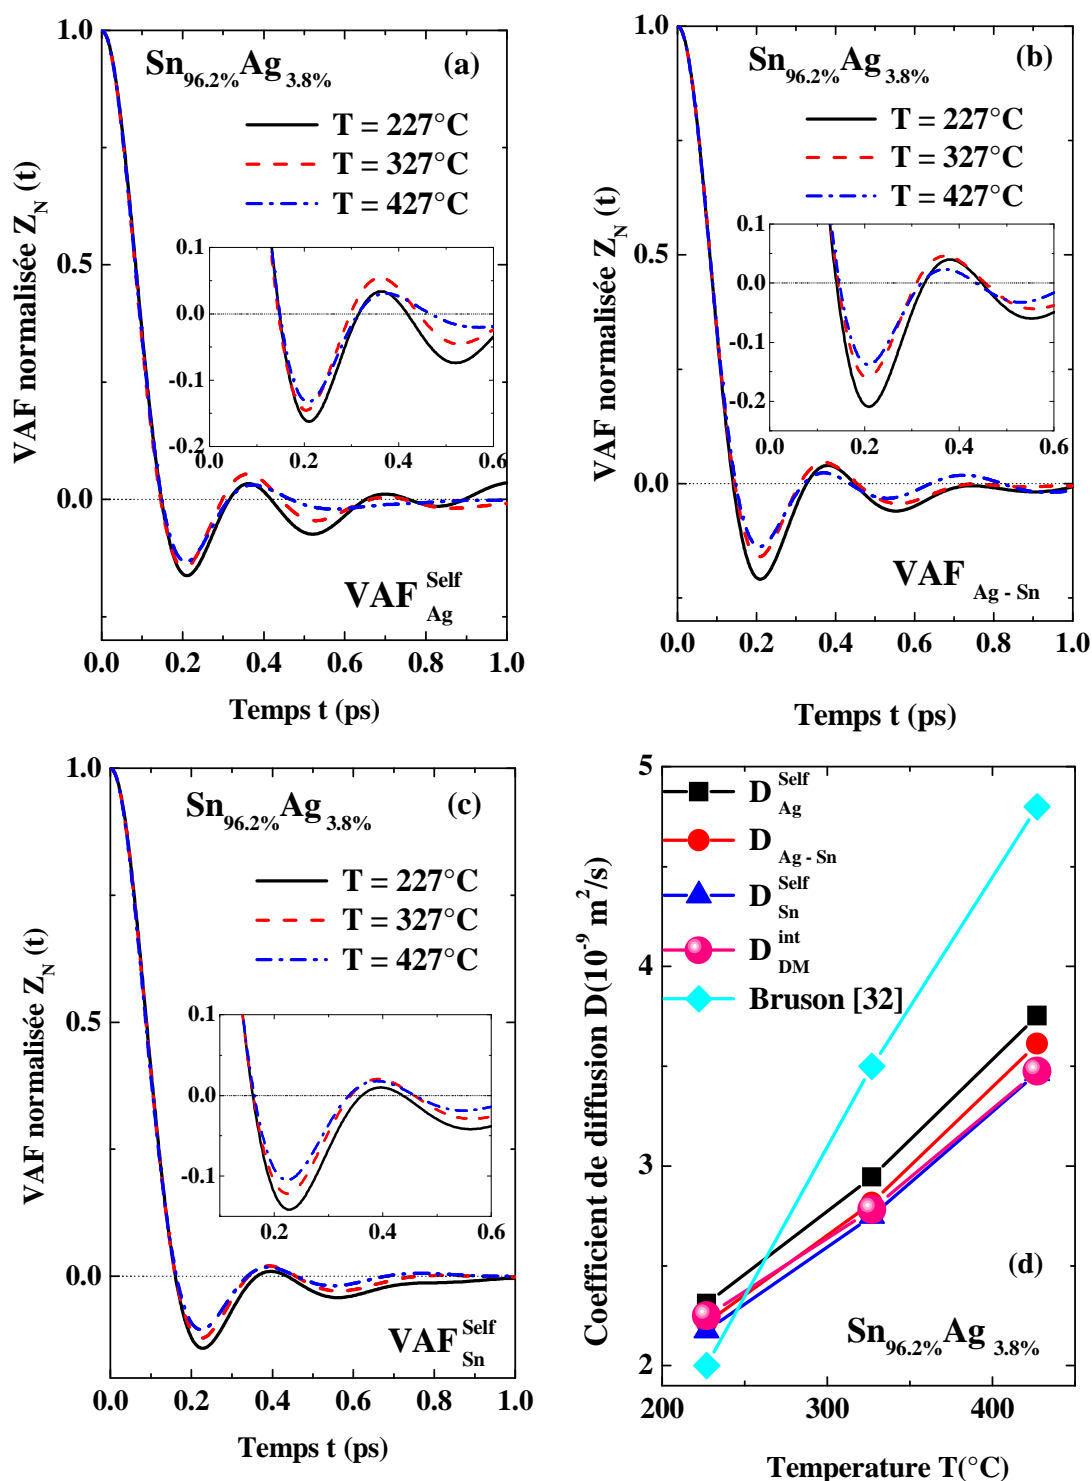 Sn96.2%Ag3.8% (a)
T = 227°C
T = 327°C
T = 427°C
VAF normalisée ZN (t)
1.0
0.5
0.0
0.1
0.0
-0.1
-0.2
0.0 0.2 0.4 0.6
VAF Self Ag
0.0 0.2 0.4 0.6 0.8 1.0
Temps t (ps)
Sn96.2%Ag3.8% (b)
T = 227°C
T = 327°C
T = 427°C
VAF normalisée ZN (t)
1.0
0.5
0.0
0.1
0.0
-0.1
-0.2
0.0 0.2 0.4 0.6
VAF Ag - Sn
0.0 0.2 0.4 0.6 0.8 1.0
Temps t (ps)
Sn96.2%Ag3.8% (c)
T = 227°C
T = 327°C
T = 427°C
VAF normalisée ZN (t)
1.0
0.5
0.0
0.1
0.0
-0.1
0.2 0.4 0.6
VAF Self Sn
0.0 0.2 0.4 0.6 0.8 1.0
Temps t (ps)
D Self Ag
D Ag - Sn
D Self Sn
D int DM
Bruson [32]
Coefficient de diffusion D(10-9 m2/s)
5
4
3
2
(d)
Sn96.2%Ag3.8%
200 300 400
Temperature T(°C)